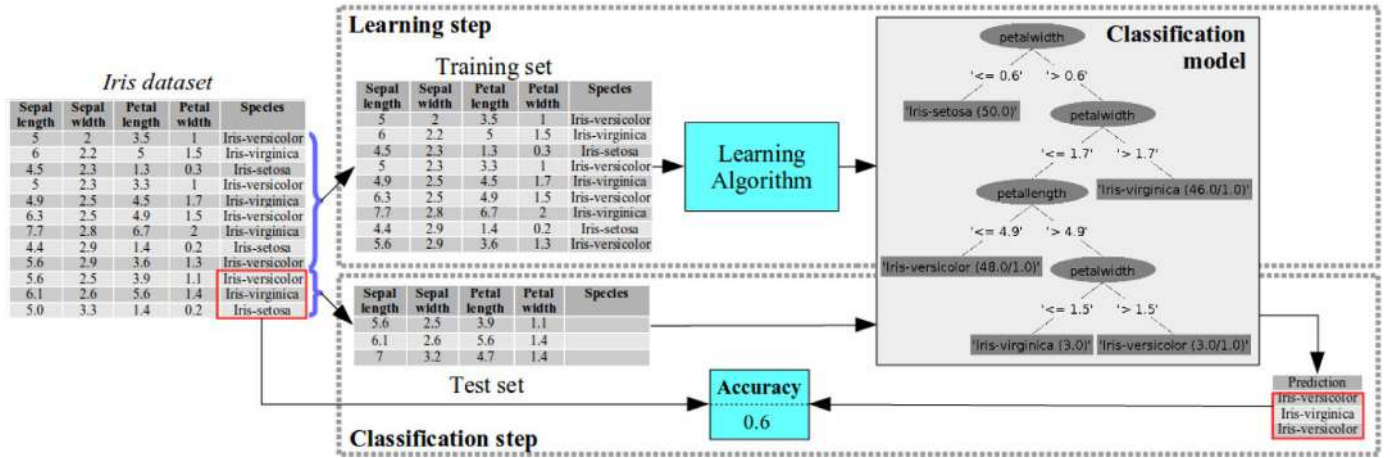 Iris dataset
Sepal length Sepal width Petal length Petal width Species
5 2 3.5 1 Iris-versicolor
6 2.2 5 1.5 Iris-virginica
4.5 2.3 1.3 0.3 Iris-setosa
5 2.3 3.3 1 Iris-versicolor
4.9 2.5 4.5 1.7 Iris-virginica
6.3 2.5 4.9 1.5 Iris-versicolor
7.7 2.8 6.7 2 Iris-virginica
4.4 2.9 1.4 0.2 Iris-setosa
5.6 2.9 3.6 1.3 Iris-versicolor
5.6 2.5 3.9 1.1 Iris-versicolor
6.1 2.6 5.6 1.4 Iris-virginica
5.0 3.3 1.4 0.2 Iris-setosa
Learning step
Training set
Sepal length Sepal width Petal length Petal width Species
5 2 3.5 1 Iris-versicolor
6 2.2 5 1.5 Iris-virginica
4.5 2.3 1.3 0.3 Iris-setosa
5 2.3 3.3 1 Iris-versicolor
4.9 2.5 4.5 1.7 Iris-virginica
6.3 2.5 4.9 1.5 Iris-versicolor
7.7 2.8 6.7 2 Iris-virginica
4.4 2.9 1.4 0.2 Iris-setosa
5.6 2.9 3.6 1.3 Iris-versicolor
Learning
Algorithm
Classification
model
petalwidth
'<= 0.6' '> 0.6'
'Iris-setosa (50.0)' petalwidth
'<= 1.7' '> 1.7'
petallength 'Iris-virginica (46.0/1.0)'
'<= 4.9' '> 4.9'
'Iris-versicolor (48.0/1.0)' petalwidth
'<= 1.5' '> 1.5'
'Iris-virginica (3.0)' 'Iris-versicolor (3.0/1.0)'
Sepal length Sepal width Petal length Petal width Species
5.6 2.5 3.9 1.1
6.1 2.6 5.6 1.4
7 3.2 4.7 1.4
Test set
Accuracy
0.6
Prediction
Iris-versicolor
Iris-virginica
Iris-versicolor
Classification step